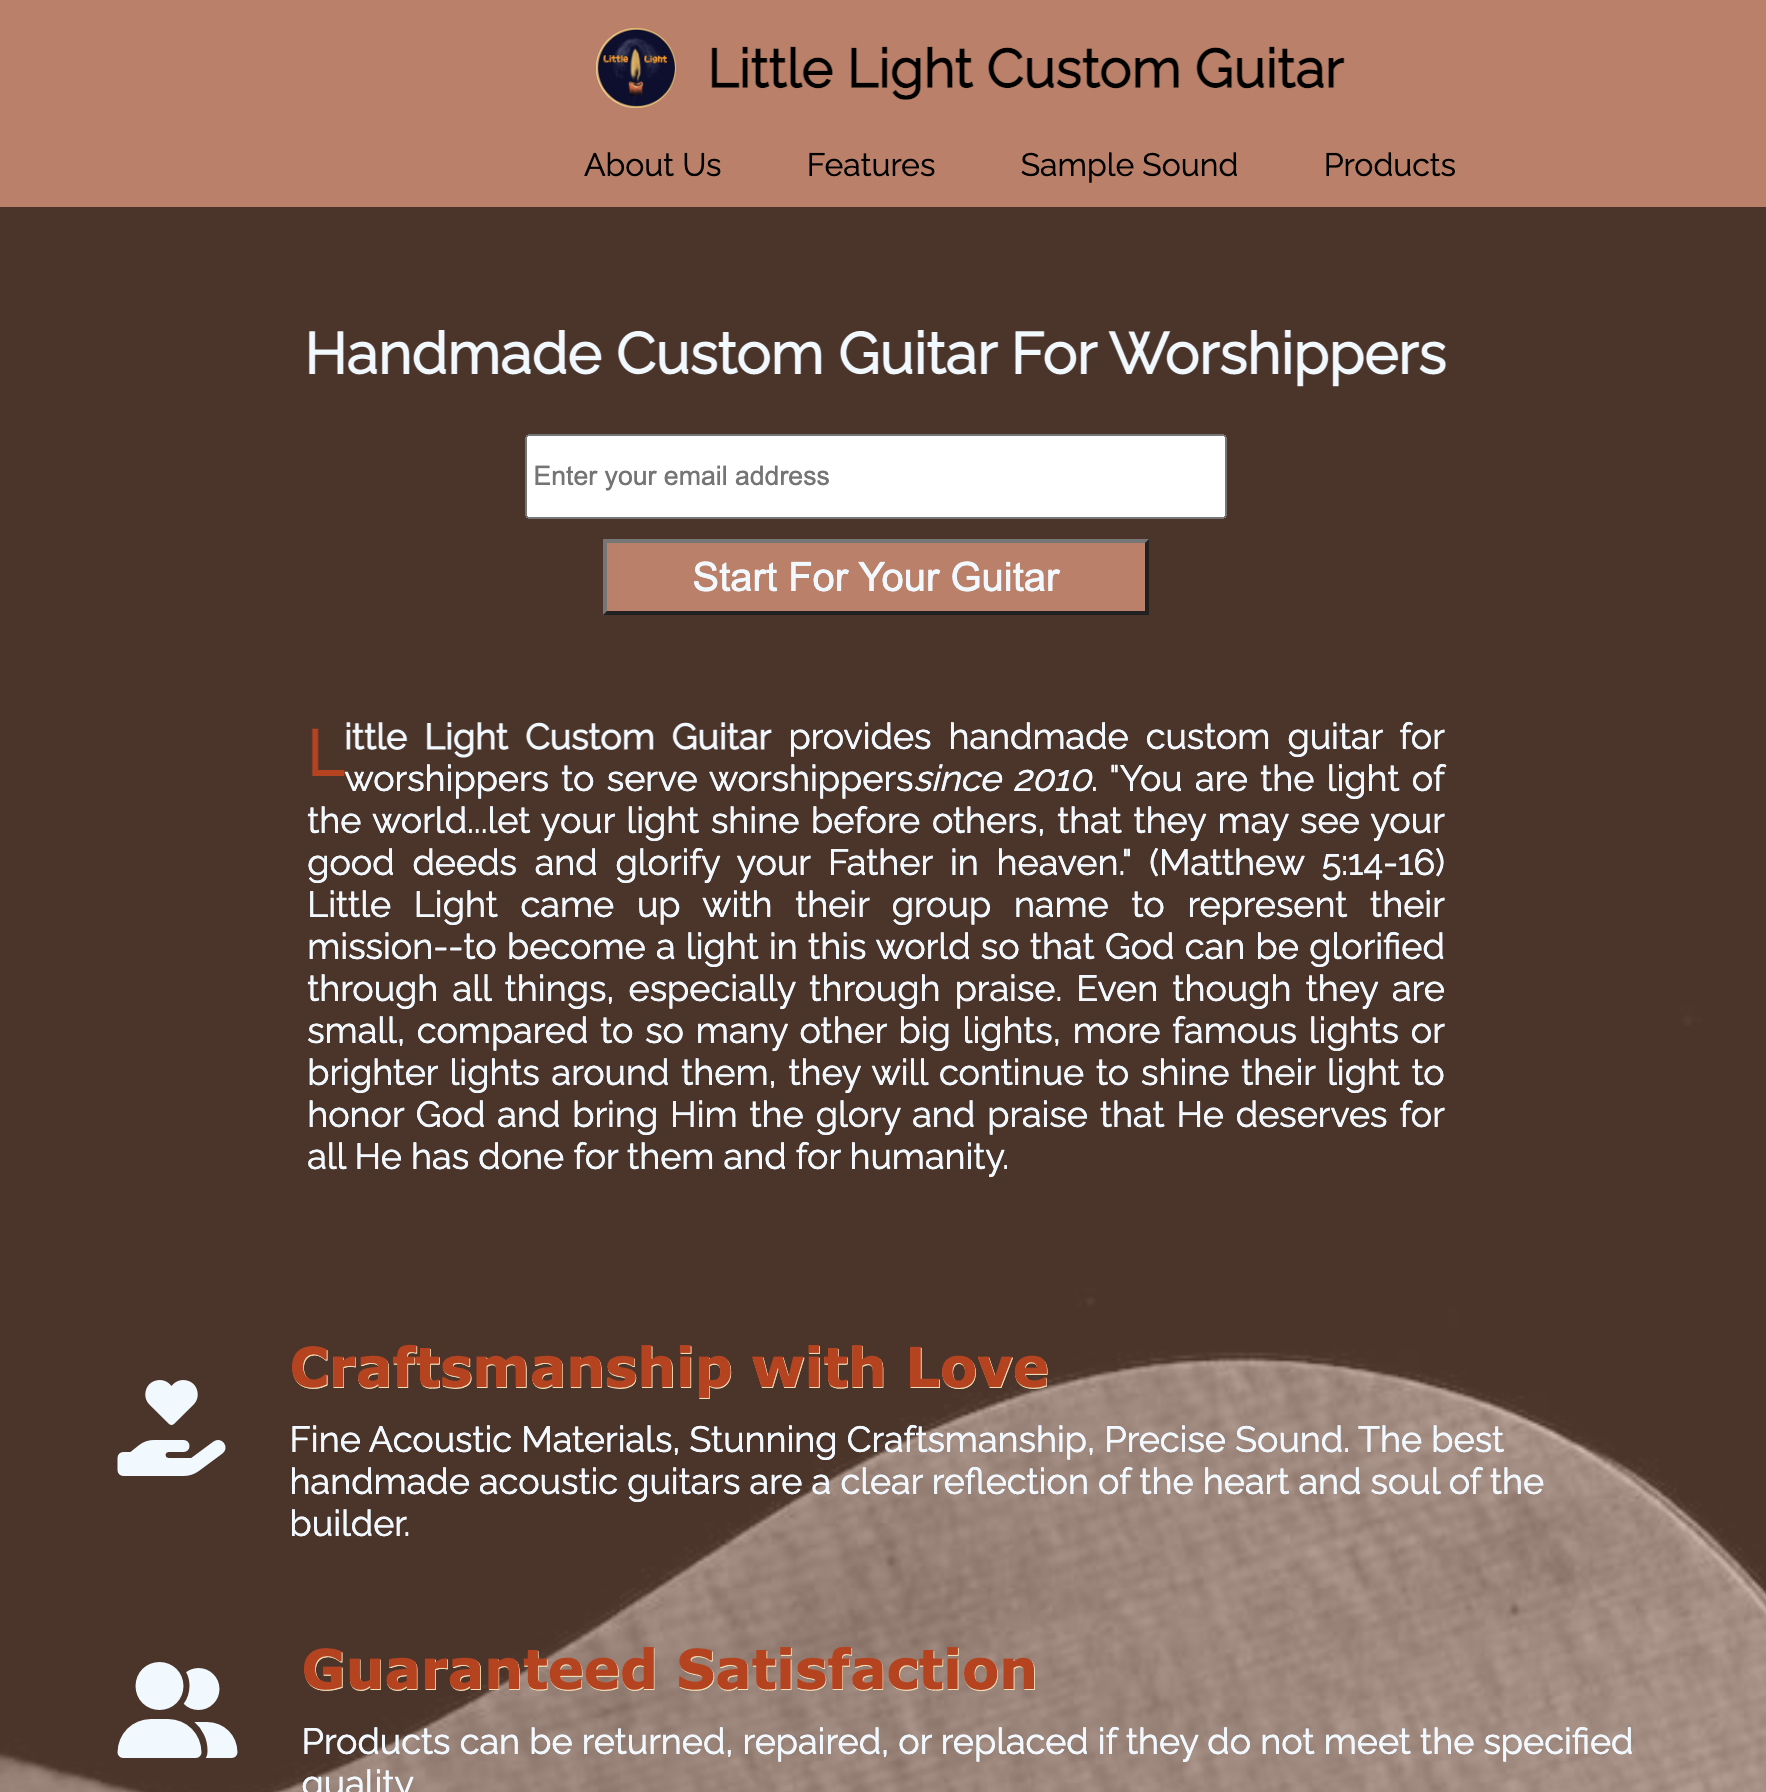 Little Light
Little Light Custom Guitar
About Us Features Sample Sound Products
Handmade Custom Guitar For Worshippers
Enter your email address
Start For Your Guitar
Little Light Custom Guitar provides handmade custom guitar for
worshippers to serve worshipperssince 2010. "You are the light of
the world...let your light shine before others, that they may see your
good deeds and glorify your Father in heaven." (Matthew 5:14-16)
Little Light came up with their group name to represent their
mission--to become a light in this world so that God can be glorified
through all things, especially through praise. Even though they are
small, compared to so many other big lights, more famous lights or
brighter lights around them, they will continue to shine their light to
honor God and bring Him the glory and praise that He deserves for
all He has done for them and for humanity.
Craftsmanship with Love
Fine Acoustic Materials, Stunning Craftsmanship, Precise Sound. The best
handmade acoustic guitars are a clear reflection of the heart and soul of the
builder.
Guaranteed Satisfaction
Products can be returned, repaired, or replaced if they do not meet the specified
quality